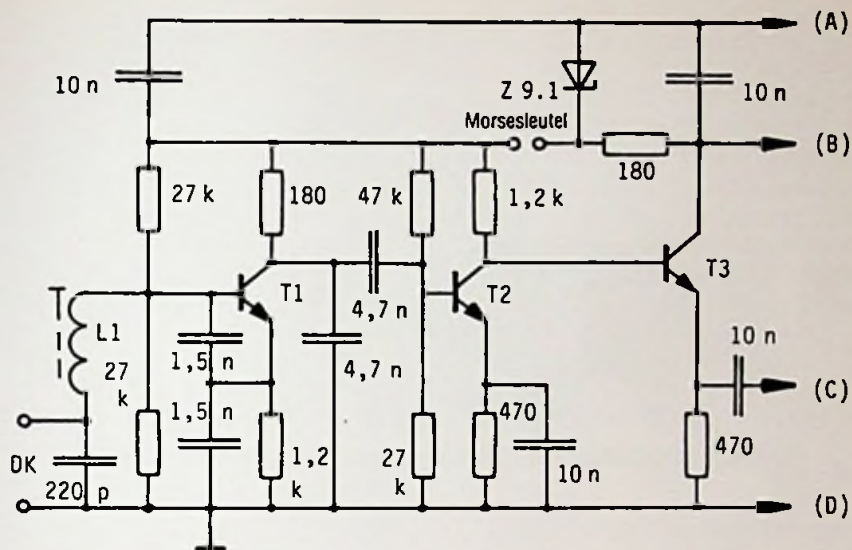 (A)
10 n
Z 9.1
10 n
Morsesleutel
(B)
27 k
180
47 k
1,2 k
180
T1
T2
T3
L1
4,7 n
10 n
27
k
1,5 n
4,7 n
(C)
1,5 n
470
470
DK
1,2
k
27
k
10 n
220 p
(D)